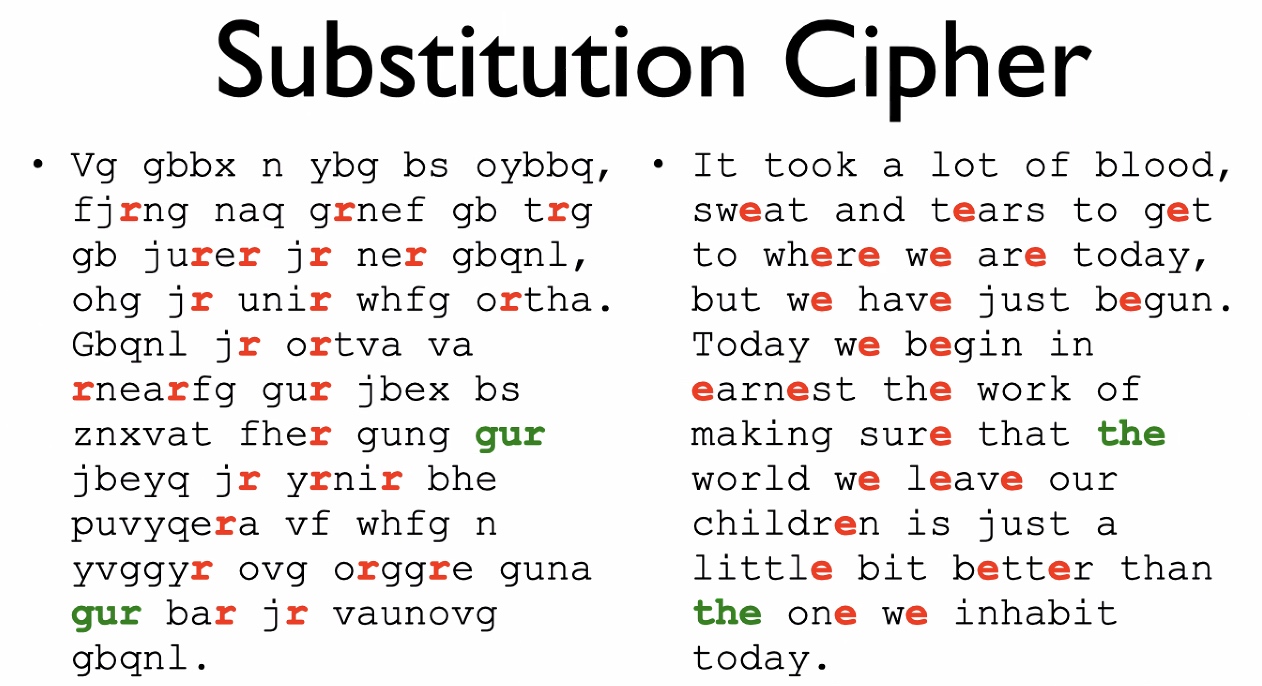 Substitution Cipher
• Vg gbbx n ybg bs oybbq,
fjrng naq grnef gb trg
gb jurer jr ner gbqnl,
ohg jr unir whfg ortha.
Gbqnl jr ortva va
rnearfg gur jbex bs
znxvat fher gung gur
jbeyq jr yrnir bhe
puvyqera vf whfg n
yvggyr ovg orggre guna
gur bar jr vaunovg
gbqnl.
• It took a lot of blood,
sweat and tears to get
to where we are today,
but we have just begun.
Today we begin in
earnest the work of
making sure that the
world we leave our
children is just a
little bit better than
the one we inhabit
today.